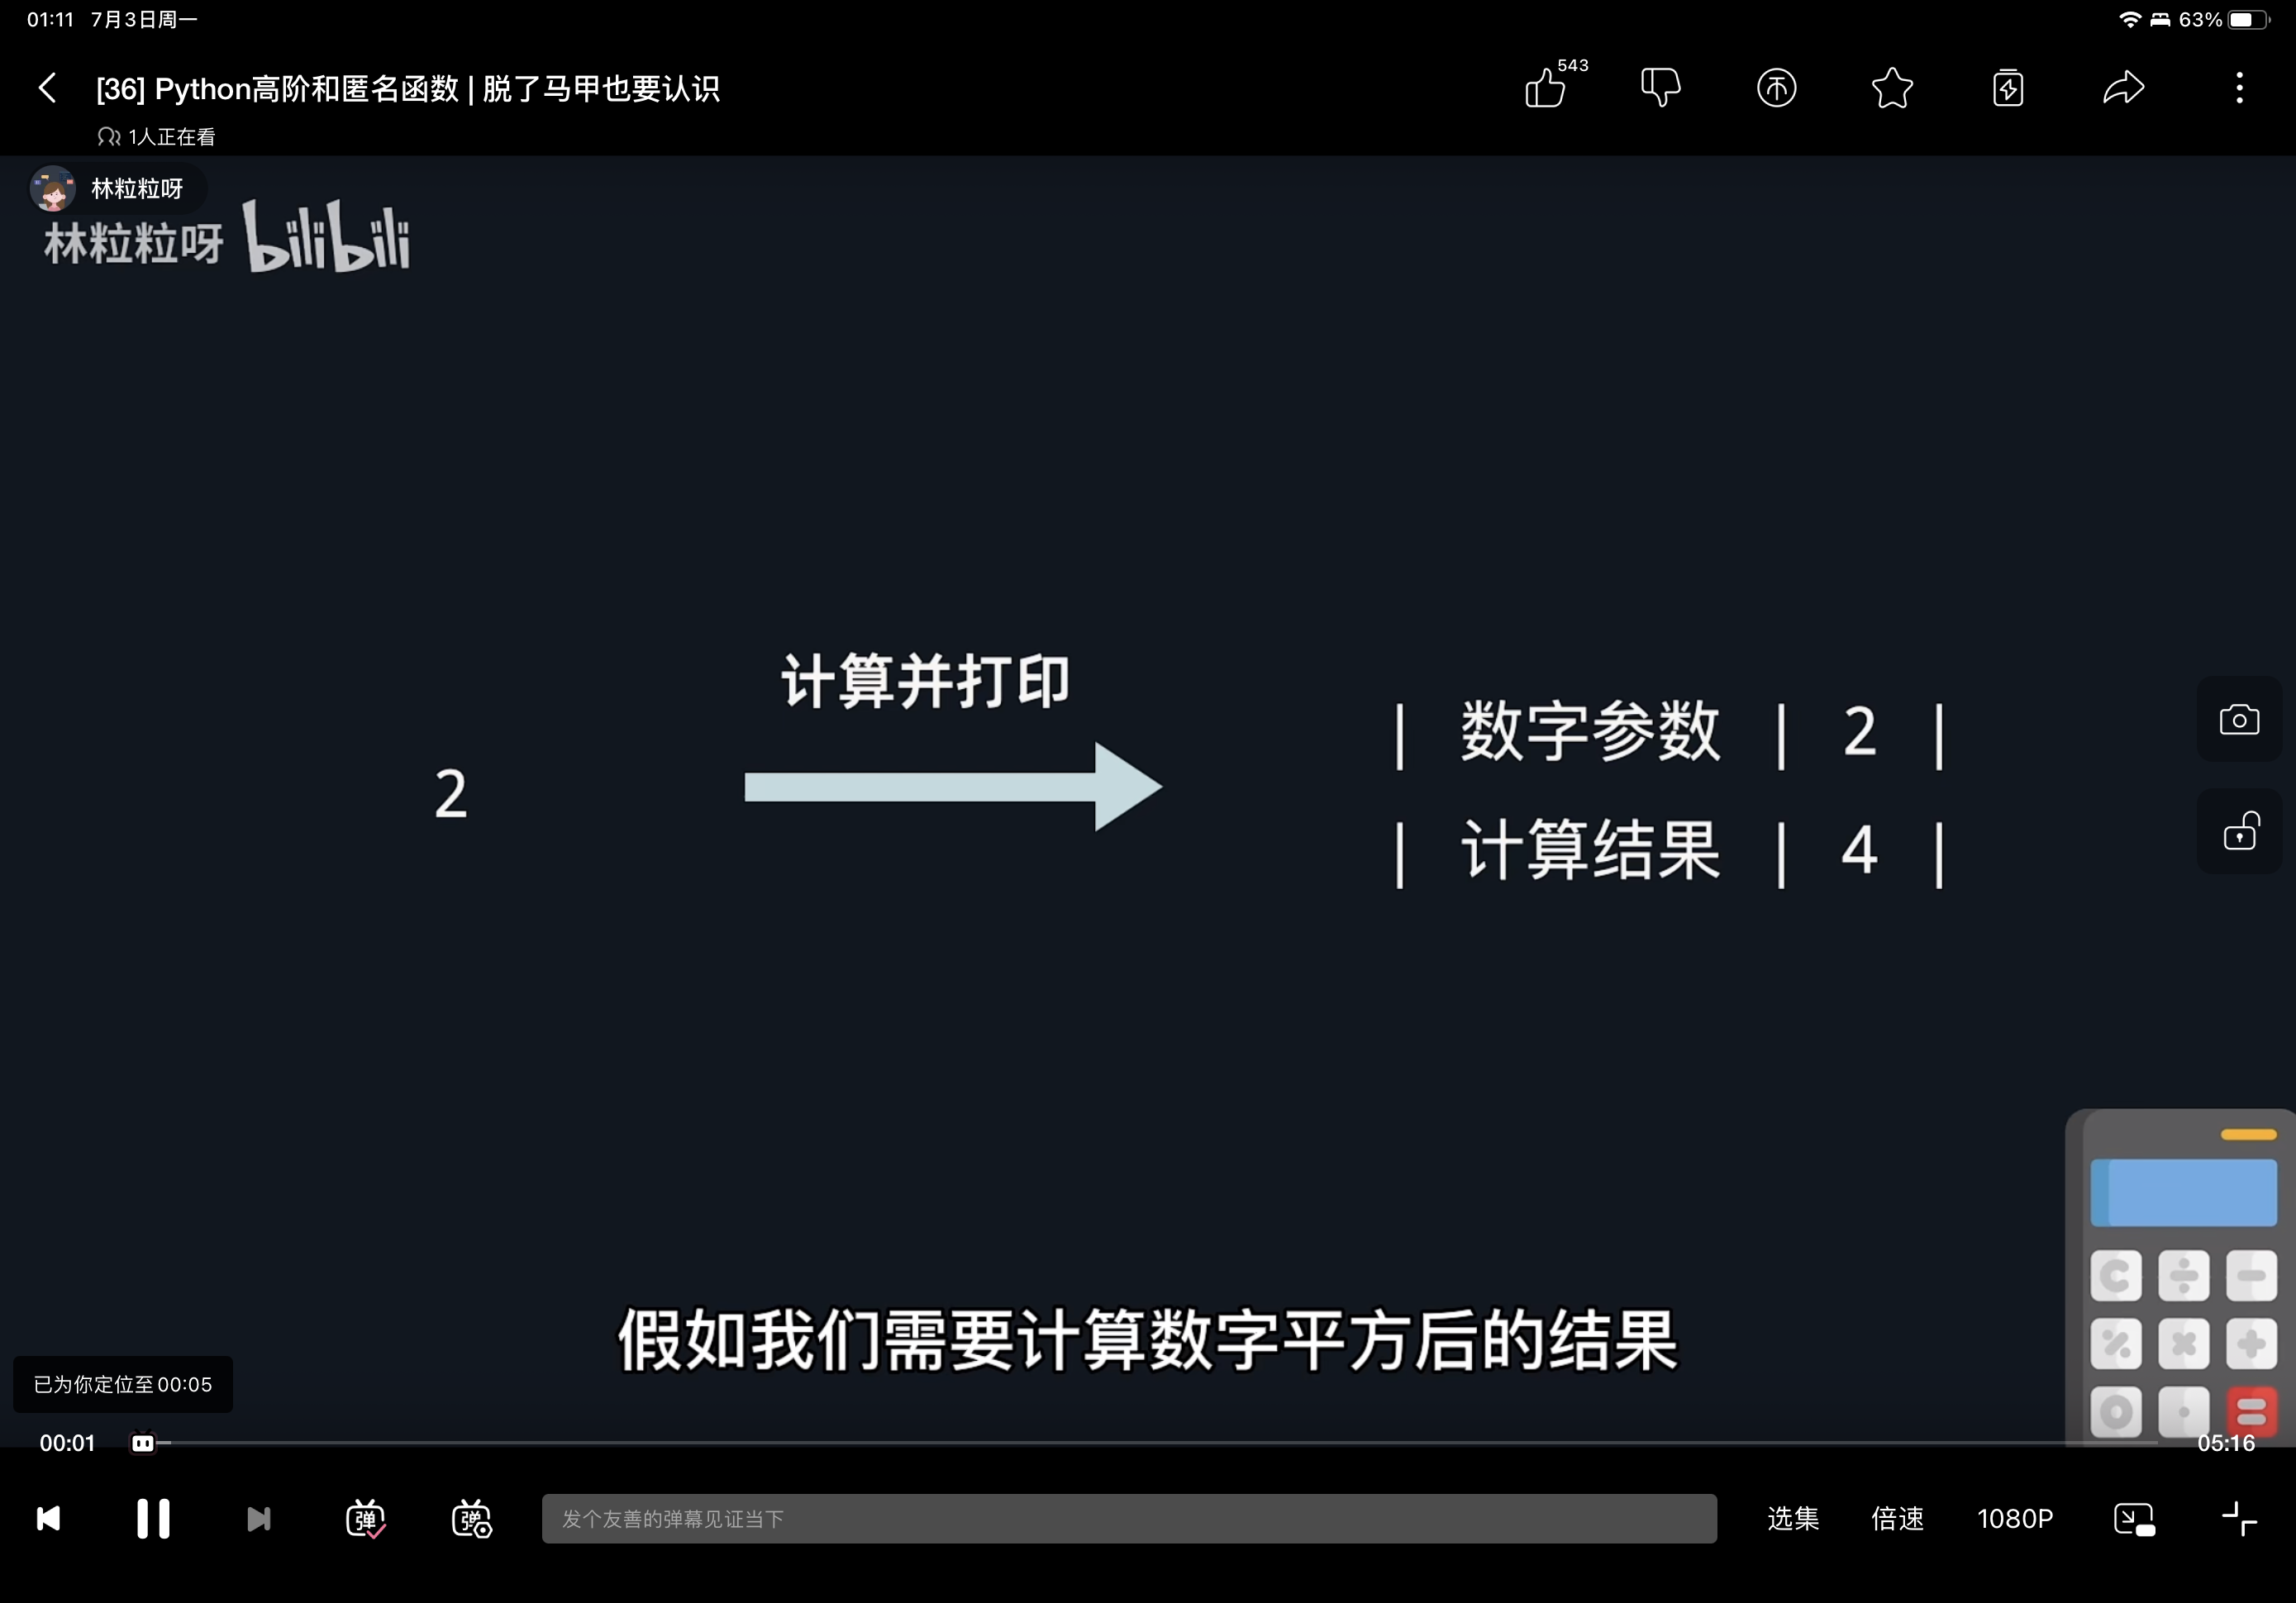 01:11 7月3日周一
63%
[36] Python高阶和匿名函数 | 脱了马甲也要认识
543
1人正在看
林粒粒呀
林粒粒呀 bilibili
计算并打印
2
| 数字参数 | 2 |
| 计算结果 | 4 |
假如我们需要计算数字平方后的结果
已为你定位至00:05
00:01
05:16
弹
弹
发个友善的弹幕见证当下
选集
倍速
1080P